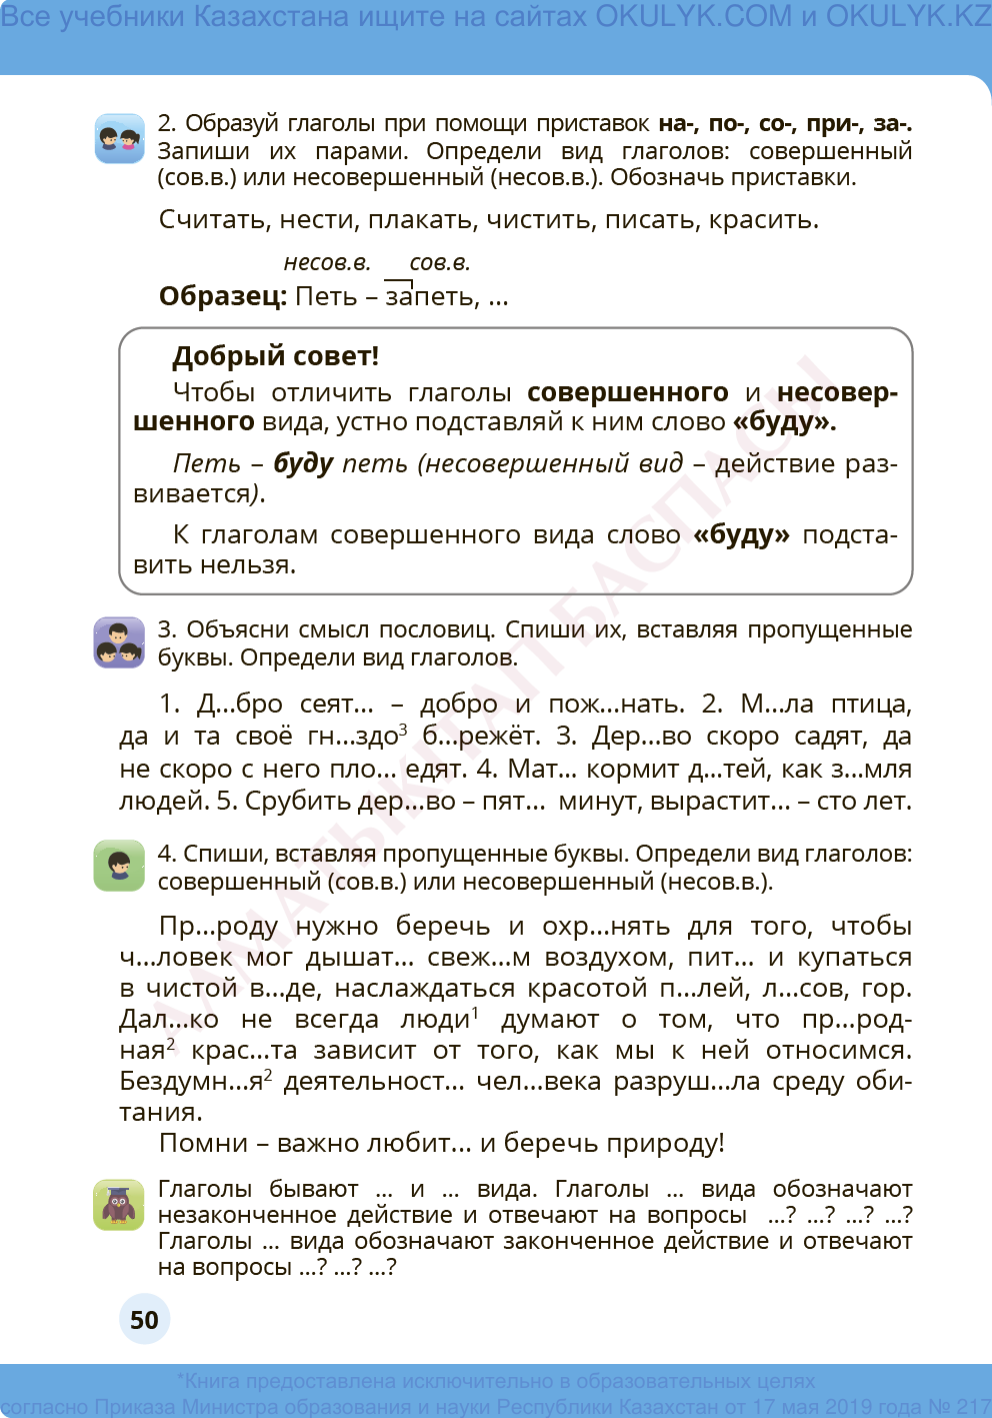 Все учебники Казахстана ищите на сайтах OKULYK.COM и OKULYK.KZ
2. Образуй глаголы при помощи приставок на-, по-, со-, при-, за-.
Запиши их парами. Определи вид глаголов: совершенный
(сов.в.) или несовершенный (несов.в.). Обозначь приставки.
Считать, нести, плакать, чистить, писать, красить.
несов.в. сов.в.
Образец: Петь – запеть, ...
Добрый совет!
Чтобы отличить глаголы совершенного и несовер-
шенного вида, устно подставляй к ним слово «буду».
Петь – буду петь (несовершенный вид – действие раз-
вивается).
К глаголам совершенного вида слово «буду» подста-
вить нельзя.
3. Объясни смысл пословиц. Спиши их, вставляя пропущенные
буквы. Определи вид глаголов.
1. Д...бро сеят... – добро и пож...нать. 2. М...ла птица,
да и та своё гн...здо³ б...режёт. 3. Дер...во скоро садят, да
не скоро с него пло... едят. 4. Мат... кормит д...тей, как з...мля
людей. 5. Срубить дер...во – пят... минут, вырастит... – сто лет.
4. Спиши, вставляя пропущенные буквы. Определи вид глаголов:
совершенный (сов.в.) или несовершенный (несов.в.).
Пр...роду нужно беречь и охр...нять для того, чтобы
ч...ловек мог дышат... свеж...м воздухом, пит... и купаться
в чистой в...де, наслаждаться красотой п...лей, л...сов, гор.
Дал...ко не всегда люди¹ думают о том, что пр...род-
ная² крас...та зависит от того, как мы к ней относимся.
Бездумн...я² деятельност... чел...века разруш...ла среду оби-
тания.
Помни – важно любит... и беречь природу!
Глаголы бывают ... и ... вида. Глаголы ... вида обозначают
незаконченное действие и отвечают на вопросы ...? ...? ...? ...?
Глаголы ... вида обозначают законченное действие и отвечают
на вопросы ...? ...? ...?
50
АЛМАТЫКІТАП БАСПАСЫ
*Книга предоставлена исключительно в образовательных целях
согласно Приказа Министра образования и науки Республики Казахстан от 17 мая 2019 года № 217